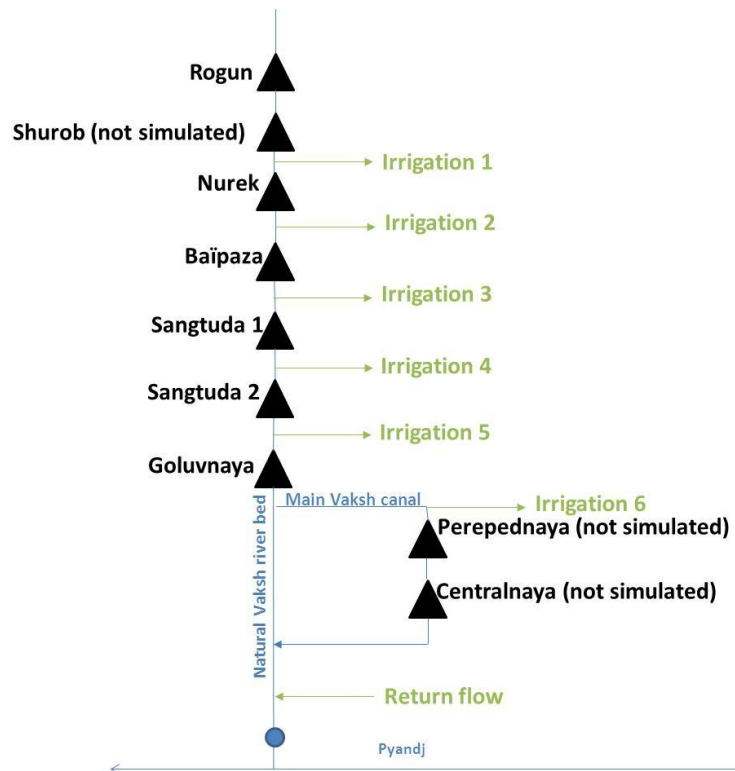 Rogun
Shurob (not simulated)
Irrigation 1
Nurek
Irrigation 2
Baïpaza
Irrigation 3
Sangtuda 1
Irrigation 4
Sangtuda 2
Irrigation 5
Goluvnaya
Main Vaksh canal
Irrigation 6
Perepednaya (not simulated)
Centralnaya (not simulated)
Natural Vaksh river bed
Return flow
Pyandj